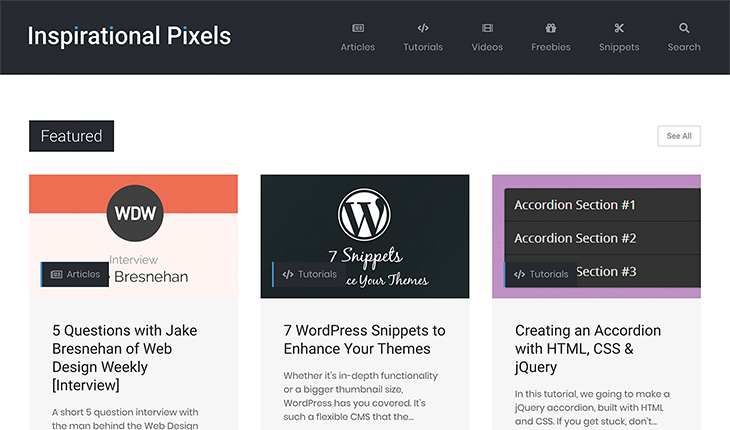 Inspirational Pixels
Articles
Tutorials
Videos
Freebies
Snippets
Search
Featured
See All
WDW
Interview
Bresnehan
Articles
7 Snippets
ce Your Themes
Tutorials
Accordion Section #1
Accordion Section #2
Section #3
Tutorials
5 Questions with Jake
Bresnehan of Web
Design Weekly
[Interview]
A short 5 question interview with
the man behind the Web Design
7 WordPress Snippets to
Enhance Your Themes
Whether it's in-depth functionality
or a bigger thumbnail size,
WordPress has you covered. It's
such a flexible CMS that the...
Creating an Accordion
with HTML, CSS &
jQuery
In this tutorial, we going to make a
jQuery accordion, built with HTML
and CSS. If you get stuck, don't...